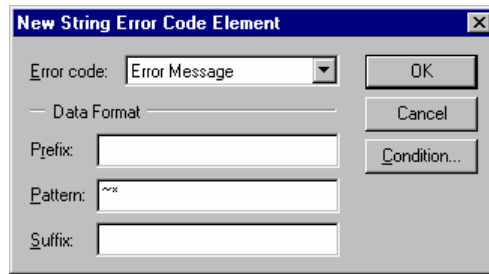 New String Error Code Element
Error code: Error Message
OK
Data Format
Cancel
Prefix:
Condition...
Pattern: ~*
Suffix: